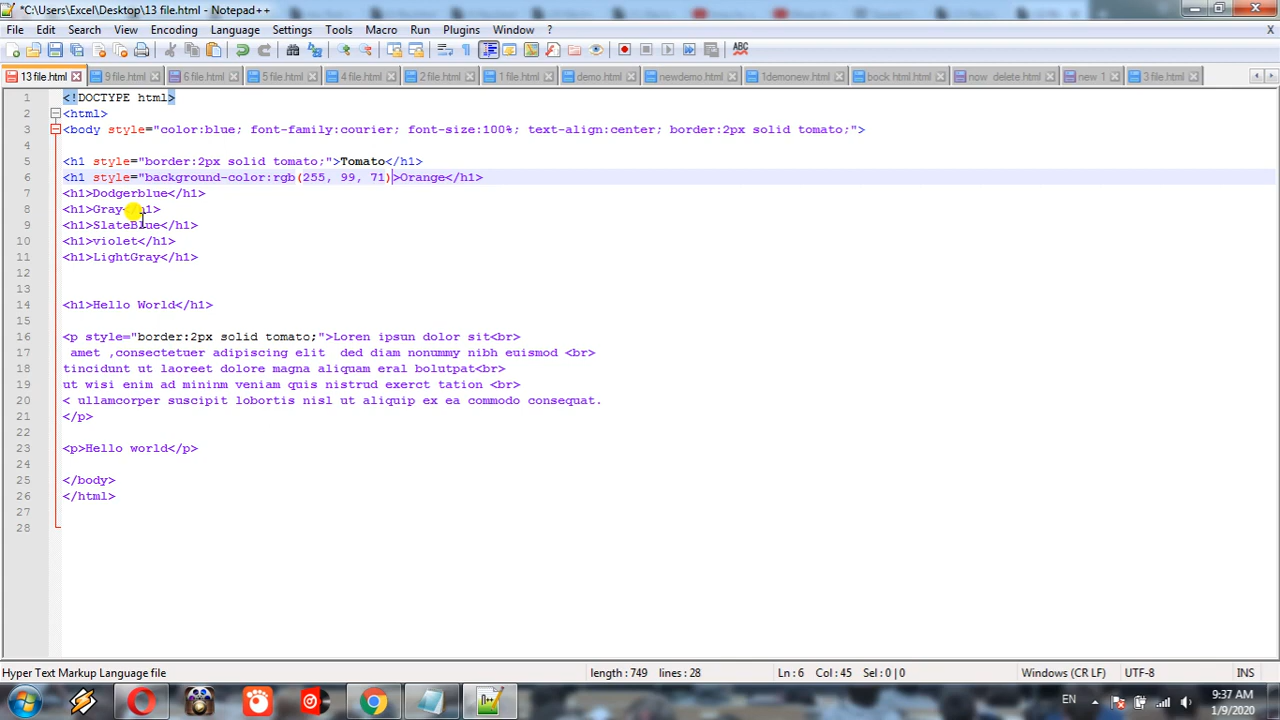 *C:\Users\Excel\Desktop\13 file.html - Notepad++
File Edit Search View Encoding Language Settings Tools Macro Run Plugins Window ? X
13 file.html 9 file.html 6 file.html 5 file.html 4 file.html 2 file.html 1 file.html demo.html newdemo.html 1demonew.html bock html.html now delete.html new 1 3 file.html
1 <!DOCTYPE html>
2 <html>
3 <body style="color:blue; font-family:courier; font-size:100%; text-align:center; border:2px solid tomato;">
4
5 <h1 style="border:2px solid tomato;">Tomato</h1>
6 <h1 style="background-color:rgb(255, 99, 71)>Orange</h1>
7 <h1>Dodgerblue</h1>
8 <h1>Gray</h1>
9 <h1>SlateBlue</h1>
10 <h1>violet</h1>
11 <h1>LightGray</h1>
12
13
14 <h1>Hello World</h1>
15
16 <p style="border:2px solid tomato;">Loren ipsun dolor sit<br>
17 amet ,consectetuer adipiscing elit ded diam nonummy nibh euismod <br>
18 tincidunt ut laoreet dolore magna aliquam eral bolutpat<br>
19 ut wisi enim ad mininm veniam quis nistrud exerct tation <br>
20 < ullamcorper suscipit lobortis nisl ut aliquip ex ea commodo consequat.
21 </p>
22
23 <p>Hello world</p>
24
25 </body>
26 </html>
27
28
Hyper Text Markup Language file length : 749 lines : 28 Ln : 6 Col : 45 Sel : 0 | 0 Windows (CR LF) UTF-8 INS
EN 9:37 AM
1/9/2020